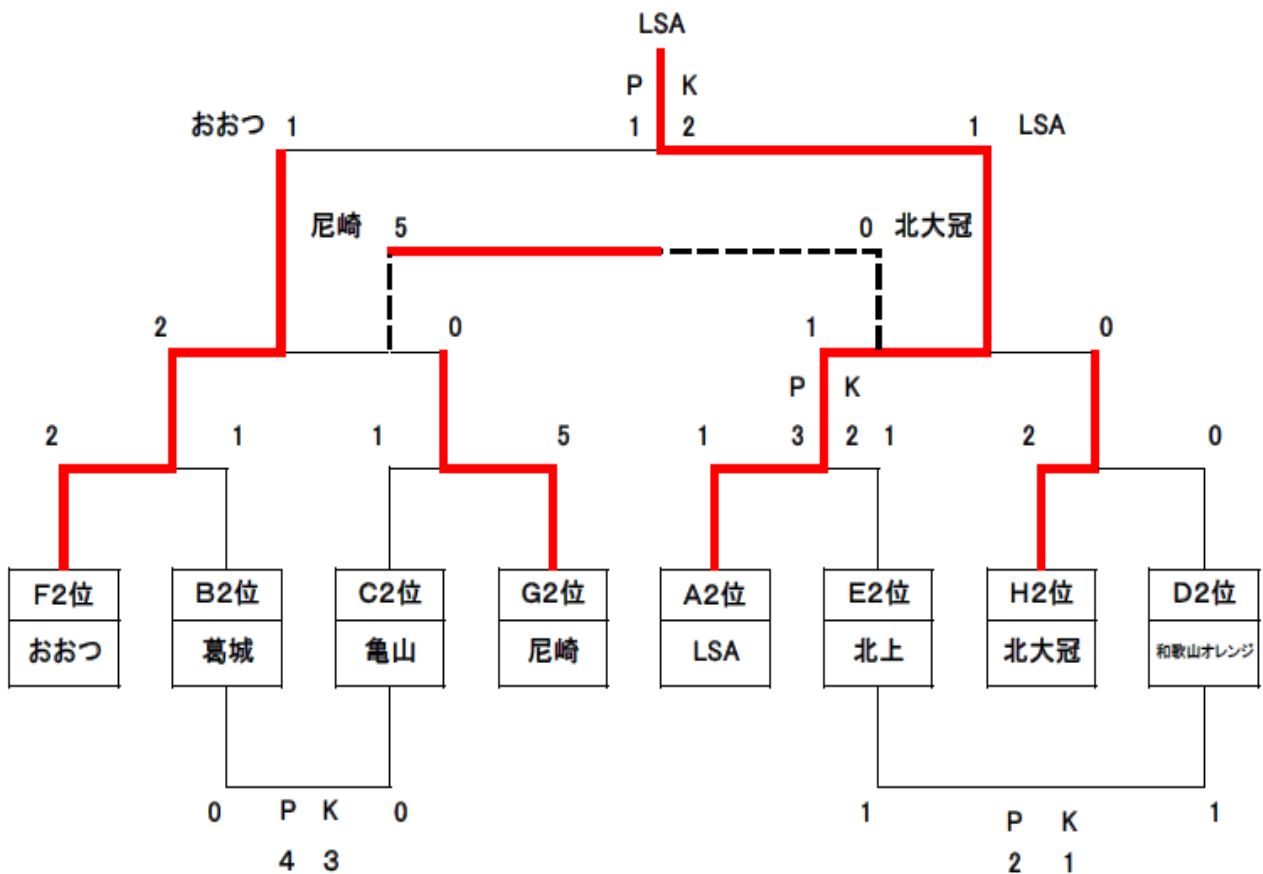 LSA
P K
おおつ 1 1 2 1 LSA
尼崎 5 0 北大冠
2 0 1 0
P K
2 1 1 5 1 3 2 1 2 0
F2位 B2位 C2位 G2位 A2位 E2位 H2位 D2位
おおつ 葛城 亀山 尼崎 LSA 北上 北大冠 和歌山オレンジ
0 P K 0 1 P K 1
4 3 2 1